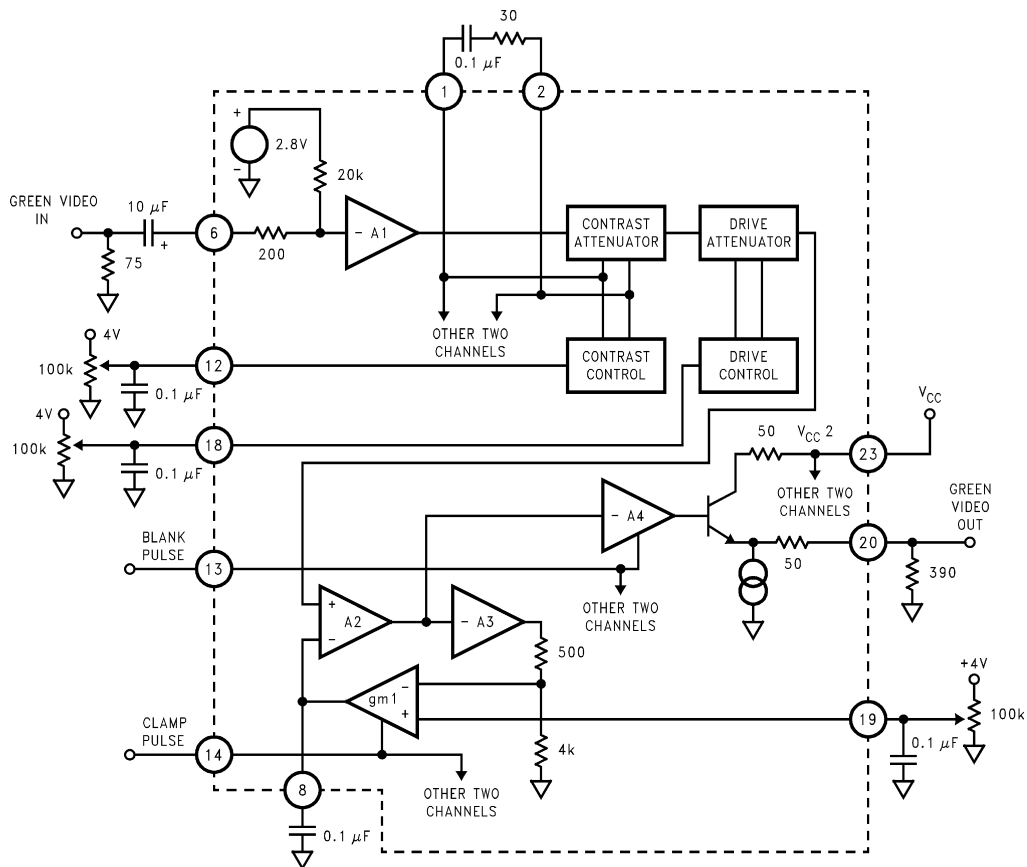 30
0.1 μF
1
2
+
2.8V
−
20k
GREEN VIDEO
IN
10 μF
+
6
200
75
− A1
CONTRAST
ATTENUATOR
DRIVE
ATTENUATOR
OTHER TWO
CHANNELS
4V
100k
0.1 μF
12
CONTRAST
CONTROL
DRIVE
CONTROL
4V
100k
0.1 μF
18
VCC
50
VCC 2
23
OTHER TWO
CHANNELS
GREEN
VIDEO
OUT
− A4
BLANK
PULSE
13
50
20
390
OTHER TWO
CHANNELS
+
A2
−
− A3
500
gm1
−
+
+4V
19
100k
0.1 μF
CLAMP
PULSE
14
4k
OTHER TWO
CHANNELS
8
0.1 μF